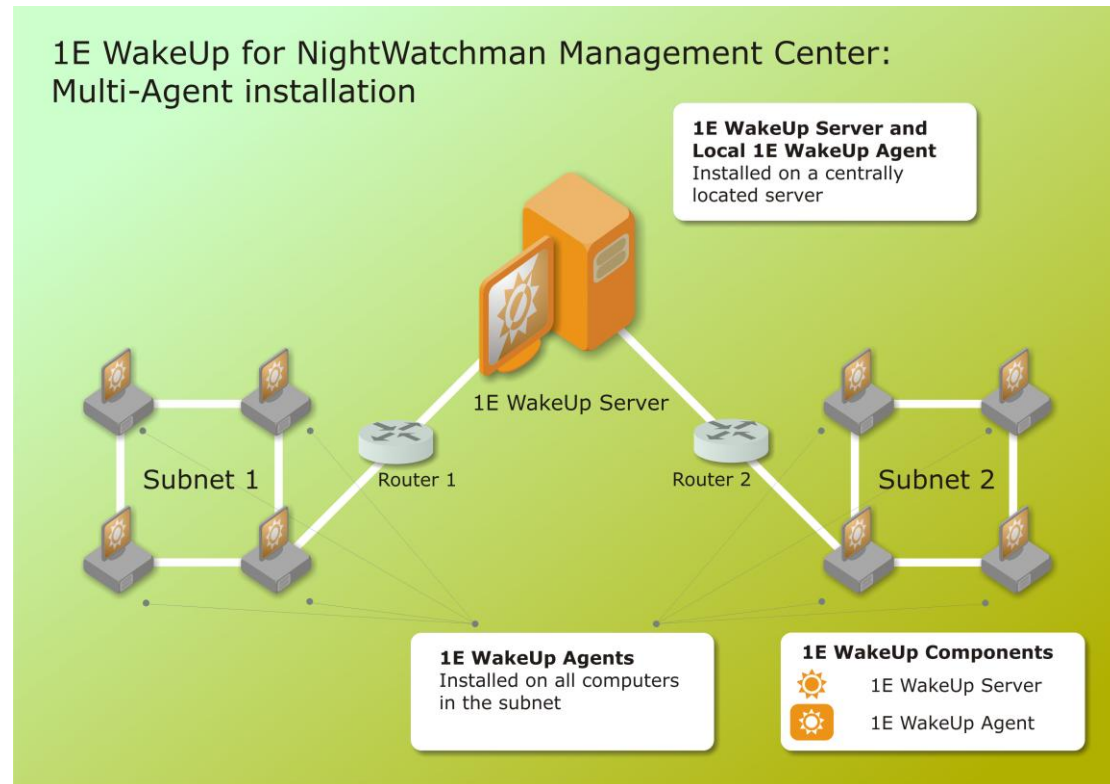 1E WakeUp for NightWatchman Management Center:
Multi-Agent installation
1E WakeUp Server and
Local 1E WakeUp Agent
Installed on a centrally
located server
1E WakeUp Server
Subnet 1
Router 1
Router 2
Subnet 2
1E WakeUp Agents
Installed on all computers
in the subnet
1E WakeUp Components
1E WakeUp Server
1E WakeUp Agent